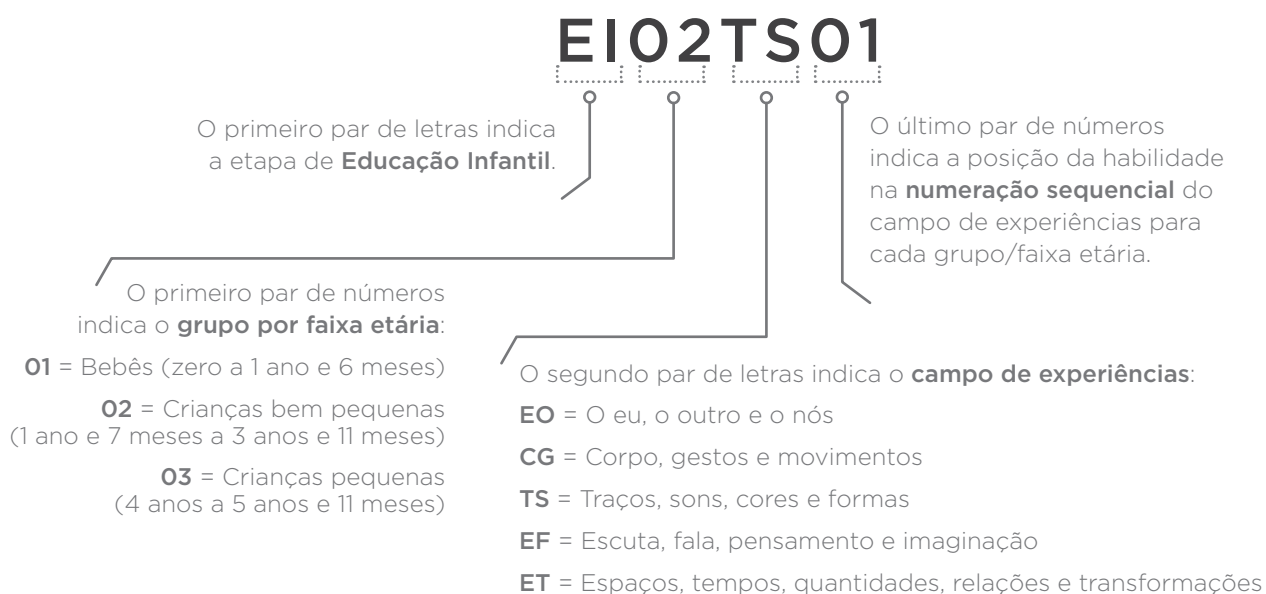 EI02TS01
O primeiro par de letras indica
a etapa de Educação Infantil.
O último par de números
indica a posição da habilidade
na numeração sequencial do
campo de experiências para
cada grupo/faixa etária.
O primeiro par de números
indica o grupo por faixa etária:
01 = Bebês (zero a 1 ano e 6 meses)
02 = Crianças bem pequenas
(1 ano e 7 meses a 3 anos e 11 meses)
03 = Crianças pequenas
(4 anos a 5 anos e 11 meses)
O segundo par de letras indica o campo de experiências:
EO = O eu, o outro e o nós
CG = Corpo, gestos e movimentos
TS = Traços, sons, cores e formas
EF = Escuta, fala, pensamento e imaginação
ET = Espaços, tempos, quantidades, relações e transformações